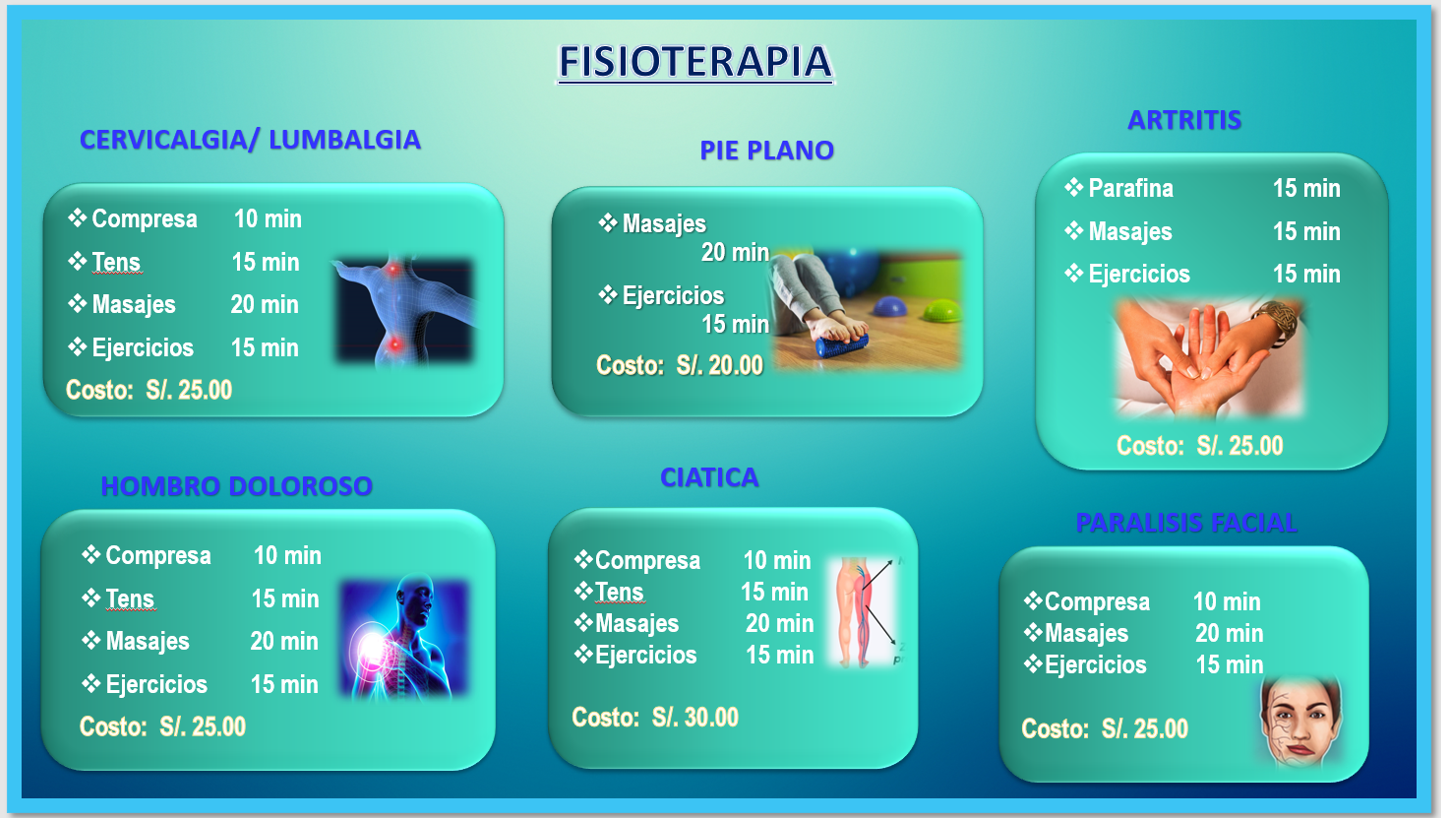 FISIOTERAPIA
CERVICALGIA/ LUMBALGIA
❖ Compresa 10 min
❖ Tens 15 min
❖ Masajes 20 min
❖ Ejercicios 15 min
Costo: S/. 25.00
PIE PLANO
❖ Masajes
20 min
❖ Ejercicios
15 min
Costo: S/. 20.00
ARTRITIS
❖ Parafina 15 min
❖ Masajes 15 min
❖ Ejercicios 15 min
Costo: S/. 25.00
HOMBRO DOLOROSO
❖ Compresa 10 min
❖ Tens 15 min
❖ Masajes 20 min
❖ Ejercicios 15 min
Costo: S/. 25.00
CIATICA
❖Compresa 10 min
❖Tens 15 min
❖Masajes 20 min
❖Ejercicios 15 min
Costo: S/. 30.00
PARALISIS FACIAL
❖Compresa 10 min
❖Masajes 20 min
❖Ejercicios 15 min
Costo: S/. 25.00